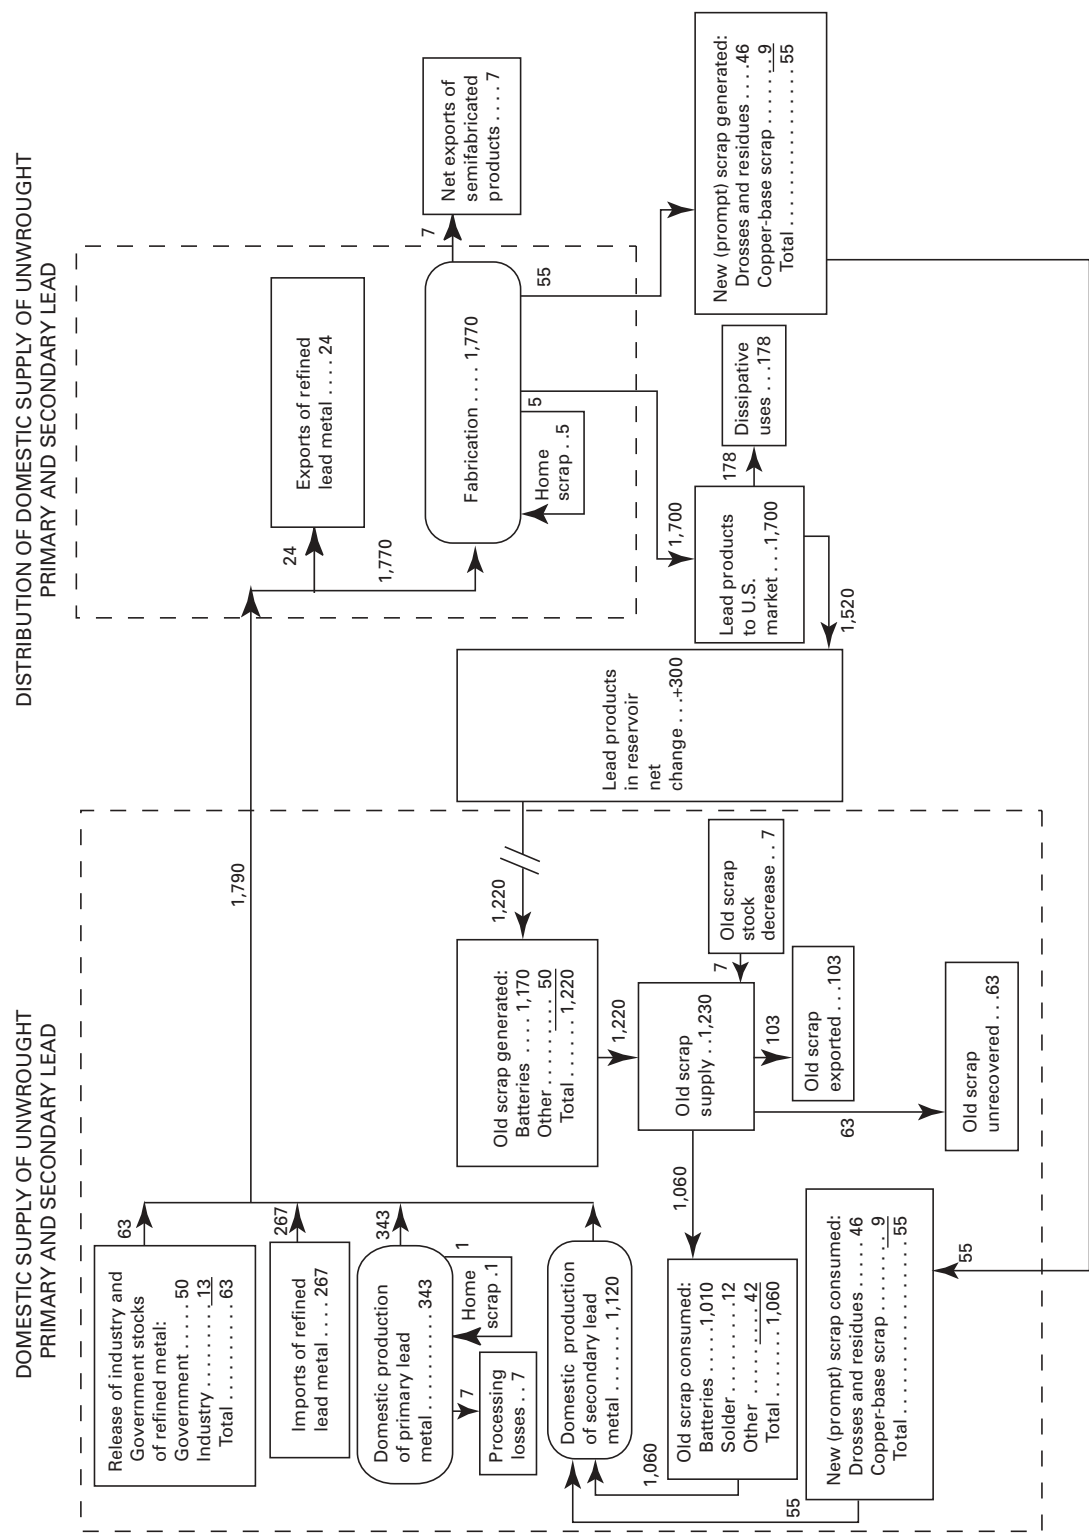 DOMESTIC SUPPLY OF UNWROUGHT
PRIMARY AND SECONDARY LEAD
DISTRIBUTION OF DOMESTIC SUPPLY OF UNWROUGHT
PRIMARY AND SECONDARY LEAD
Release of industry and
Government stocks
of refined metal:
Government.....50
Industry.........13
Total...........63
63
Imports of refined
lead metal....267
267
Domestic production
of primary lead
metal........343
343
1
Home
scrap .1
7
Processing
losses..7
Domestic production
of secondary lead
metal.......1,120
1,060
55
Old scrap consumed:
Batteries....1,010
Solder........12
Other........42
Total......1,060
1,060
New (prompt) scrap consumed:
Drosses and residues....46
Copper-base scrap.......9
Total................55
55
Old scrap generated:
Batteries....1,170
Other.........50
Total......1,220
1,220
1,220
Old scrap
supply..1,230
7
Old scrap
stock
decrease..7
103
Old scrap
exported...103
63
Old scrap
unrecovered...63
1,790
Lead products
in reservoir
net
change...+300
24
Exports of refined
lead metal....24
1,770
Fabrication....1,770
7
Net exports of
semifabricated
products....7
5
Home
scrap..5
55
1,700
Lead products
to U.S.
market...1,700
178
Dissipative
uses...178
1,520
New (prompt) scrap generated:
Drosses and residues....46
Copper-base scrap.......9
Total................55